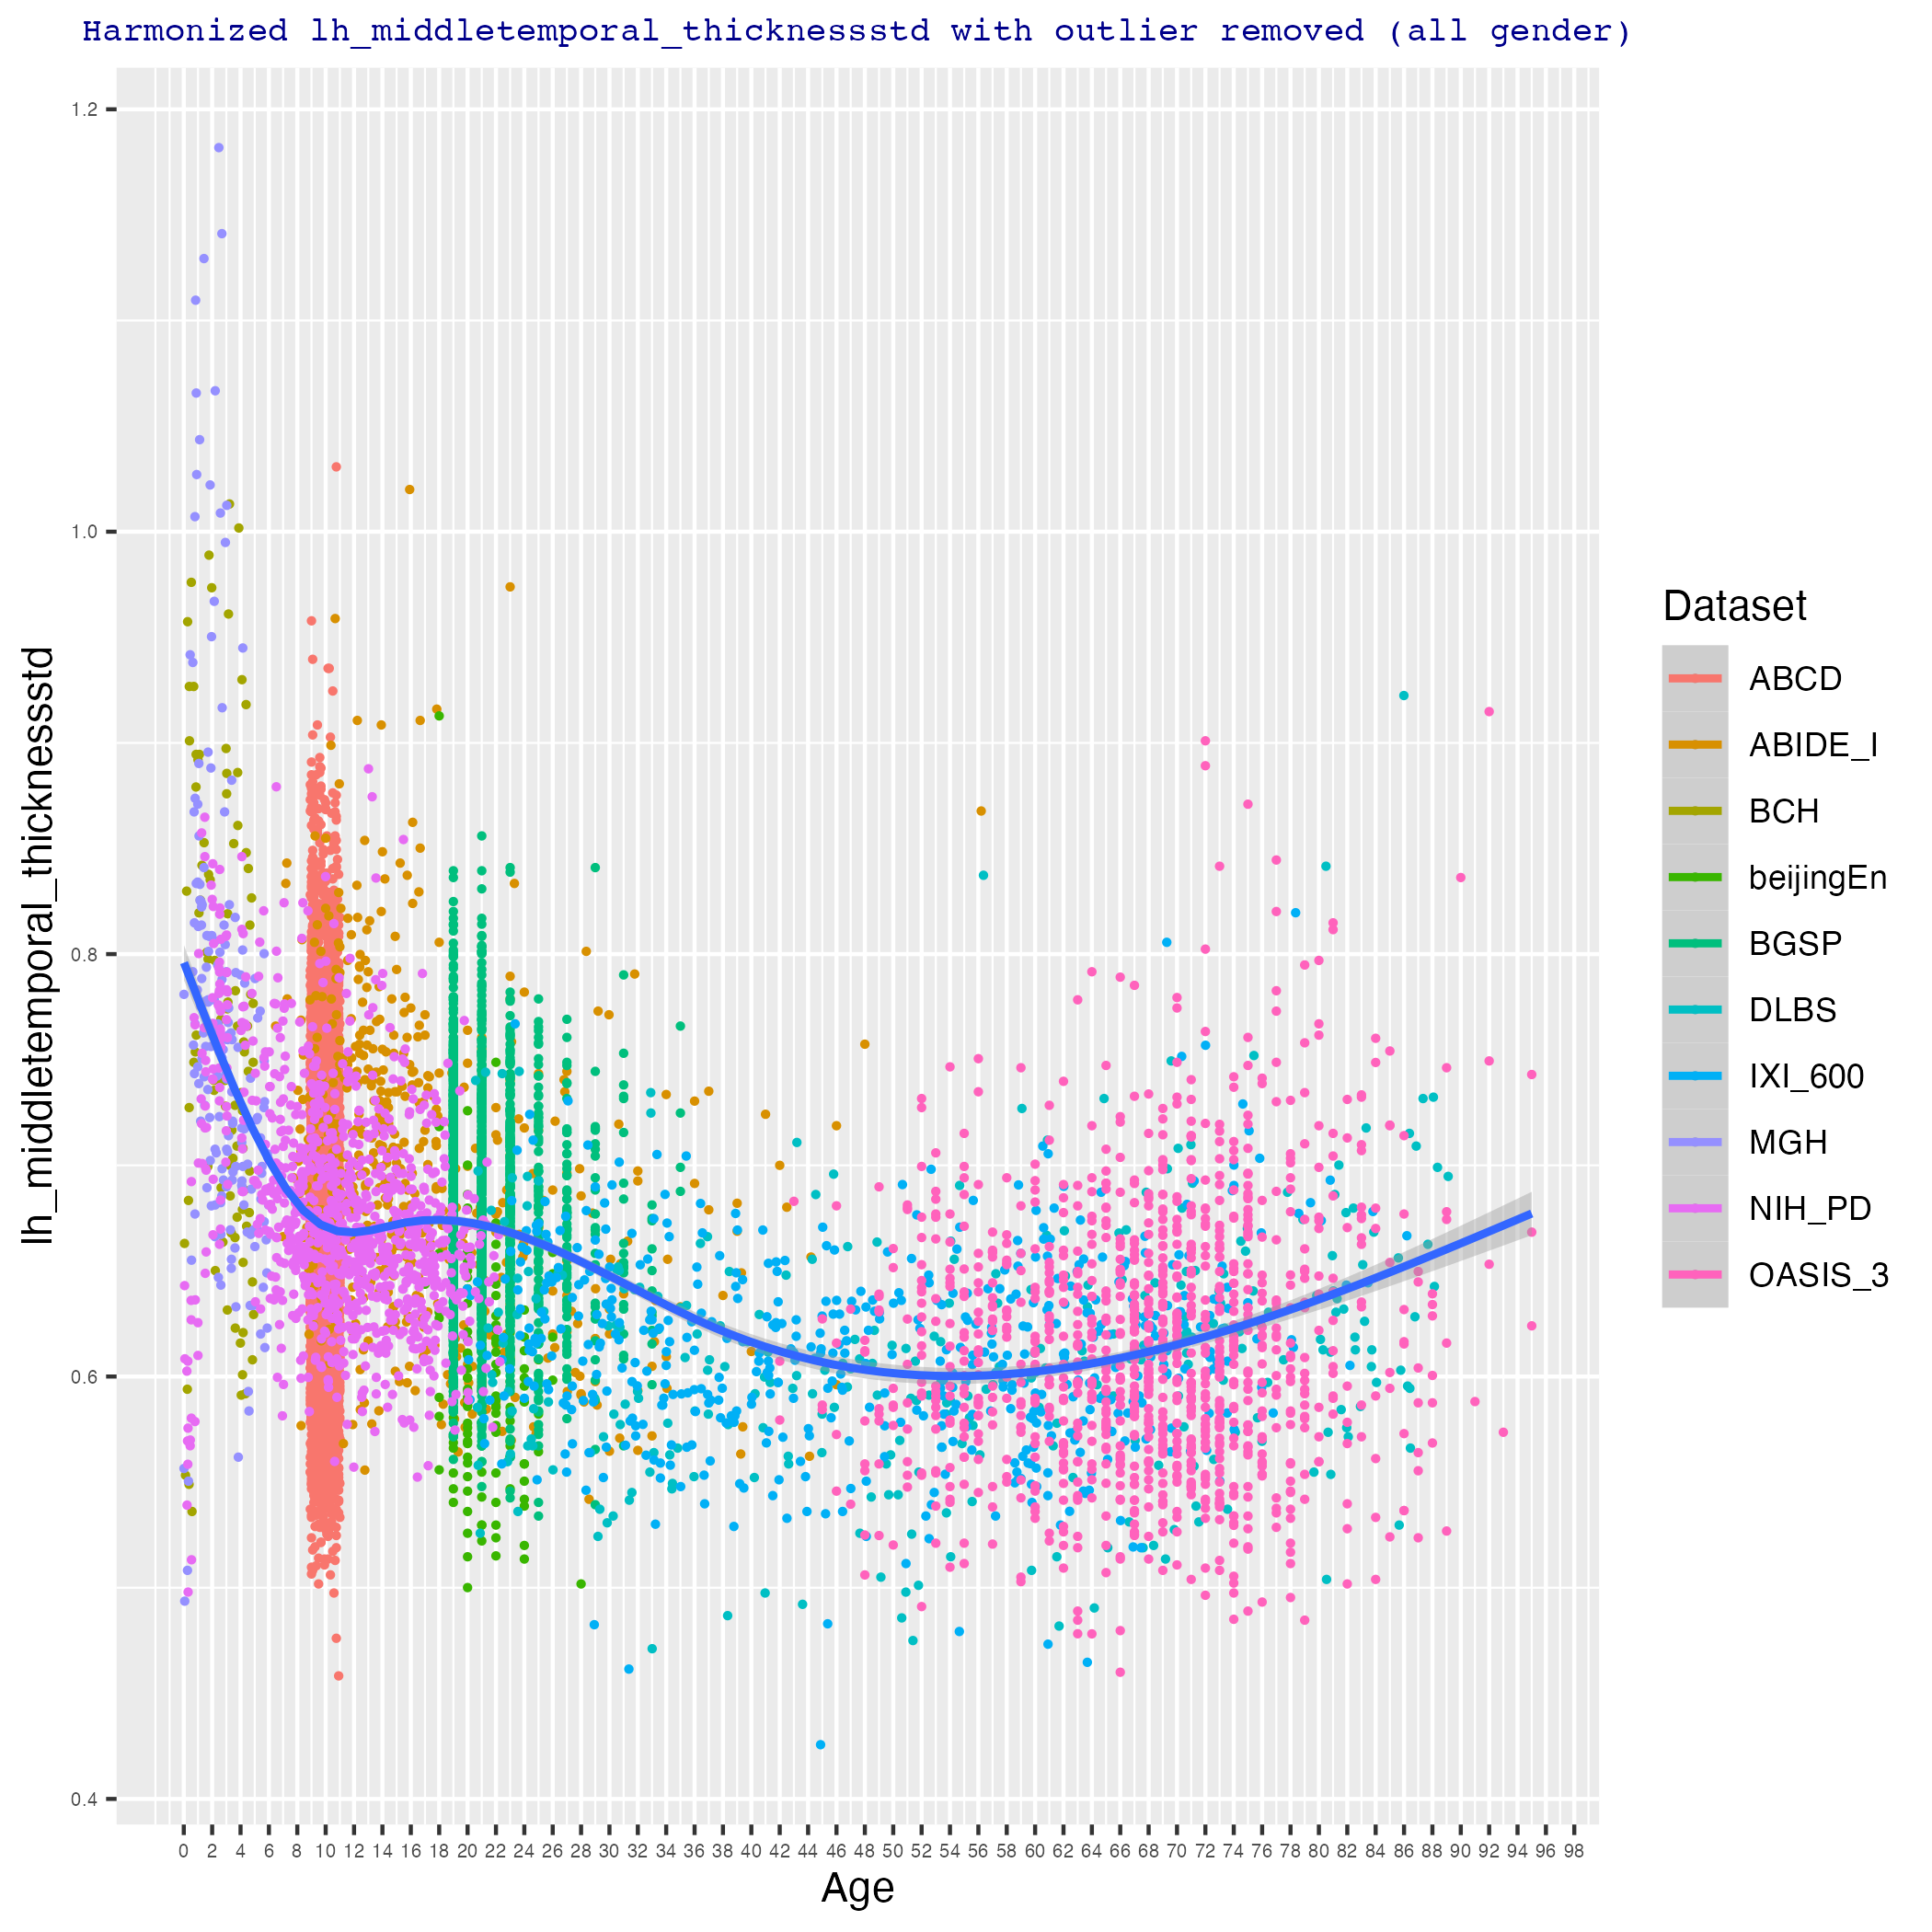 Harmonized lh_middletemporal_thicknessstd with outlier removed (all gender)
lh_middletemporal_thicknessstd
1.2
1.0
0.8
0.6
0.4
0 2 4 6 8 10 12 14 16 18 20 22 24 26 28 30 32 34 36 38 40 42 44 46 48 50 52 54 56 58 60 62 64 66 68 70 72 74 76 78 80 82 84 86 88 90 92 94 96 98
Age
Dataset
ABCD
ABIDE_I
BCH
beijingEn
BGSP
DLBS
IXI_600
MGH
NIH_PD
OASIS_3